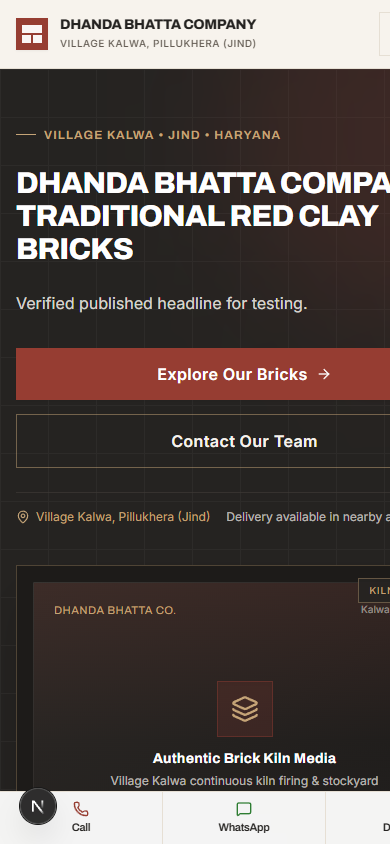 DHANDA BHATTA COMPANY
VILLAGE KALWA, PILLUKHERA (JIND)
VILLAGE KALWA • JIND • HARYANA
DHANDA BHATTA COMPA
TRADITIONAL RED CLAY
BRICKS
Verified published headline for testing.
Explore Our Bricks →
Contact Our Team
Village Kalwa, Pillukhera (Jind) Delivery available in nearby a
KILN
DHANDA BHATTA CO.
Kalwa
Authentic Brick Kiln Media
Village Kalwa continuous kiln firing & stockyard
N
Call WhatsApp D